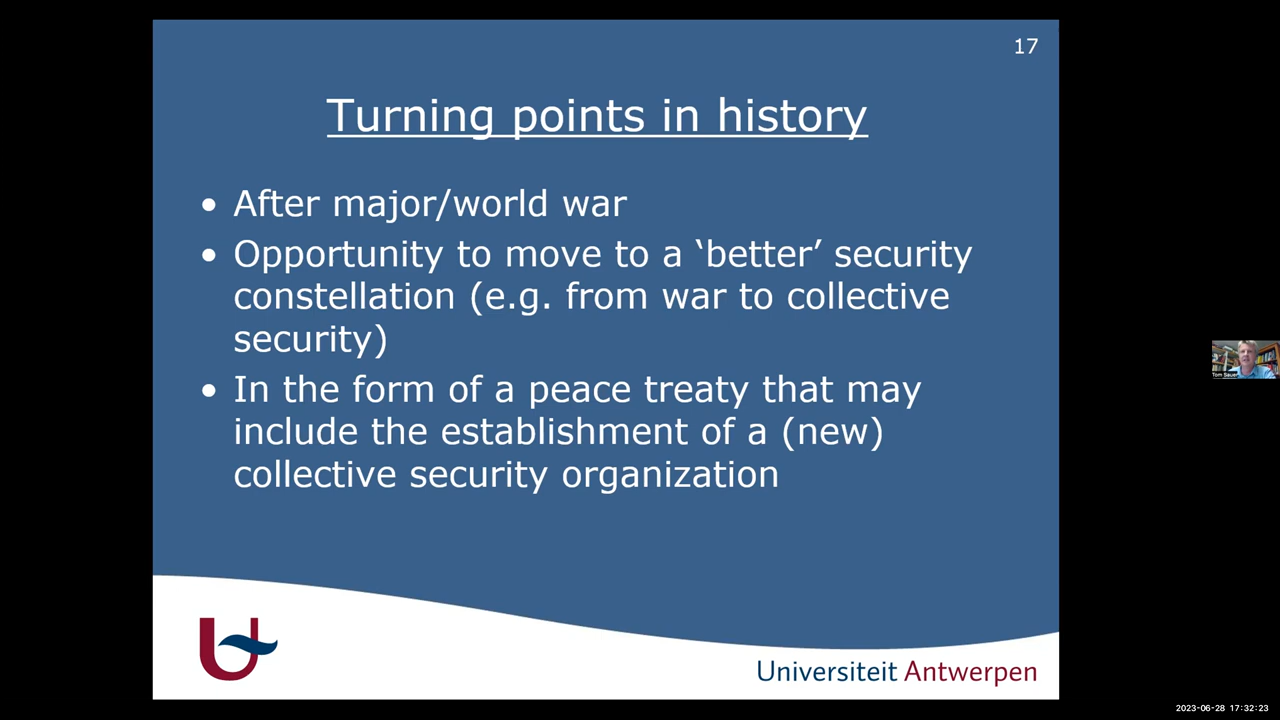 17
Turning points in history
• After major/world war
• Opportunity to move to a ‘better’ security
constellation (e.g. from war to collective
security)
• In the form of a peace treaty that may
include the establishment of a (new)
collective security organization
Universiteit Antwerpen
Tom Sauer
2023-06-28 17:32:23